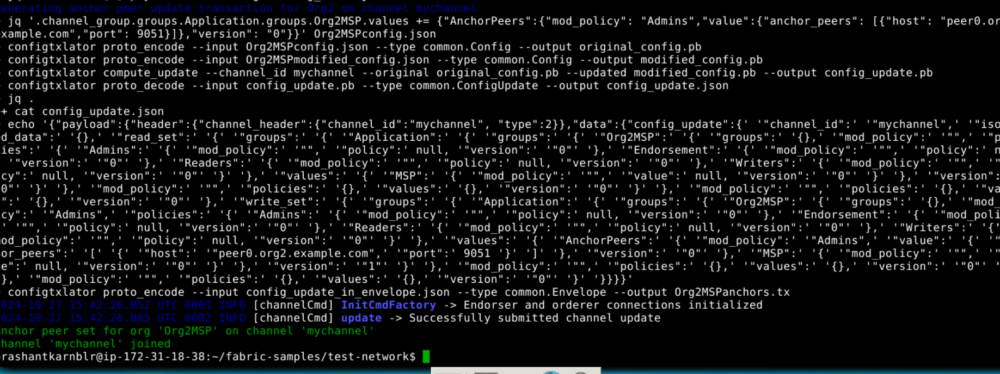 enerating anchor peer update transaction for Org2 on channel mychannel
jq '.channel_group.groups.Application.groups.Org2MSP.values += {"AnchorPeers":{"mod_policy": "Admins","value":{"anchor_peers": [{"host": "peer0.or
xample.com","port": 9051}]},"version": "0"}}' Org2MSPconfig.json
configtxlator proto_encode --input Org2MSPconfig.json --type common.Config --output original_config.pb
configtxlator proto_encode --input Org2MSPmodified_config.json --type common.Config --output modified_config.pb
configtxlator compute_update --channel_id mychannel --original original_config.pb --updated modified_config.pb --output config_update.pb
configtxlator proto_decode --input config_update.pb --type common.ConfigUpdate --output config_update.json
jq .
+ cat config_update.json
echo '{"payload":{"header":{"channel_header":{"channel_id":"mychannel", "type":2}},"data":{"config_update":{' '"channel_id":' '"mychannel",' '"iso
d_data":' '{},' '"read_set":' '{' '"groups":' '{' '"Application":' '{' '"groups":' '{' '"Org2MSP":' '{' '"groups":' '{},' '"mod_policy":' '"",' '"p
cies":' '{' '"Admins":' '{' '"mod_policy":' '"",' '"policy":' null, '"version":' '"0"' '},' '"Endorsement":' '{' '"mod_policy":' '"",' '"policy":' n
'"version":' '"0"' '},' '"Readers":' '{' '"mod_policy":' '"",' '"policy":' null, '"version":' '"0"' '},' '"Writers":' '{' '"mod_policy":' '"",' '"
cy":' null, '"version":' '"0"' '}' '},' '"values":' '{' '"MSP":' '{' '"mod_policy":' '"",' '"value":' null, '"version":' '"0"' '}' '},' '"version":
0"' '}' '},' '"mod_policy":' '"",' '"policies":' '{},' '"values":' '{},' '"version":' '"0"' '}' '},' '"mod_policy":' '"",' '"policies":' '{},' '"va
":' '{},' '"version":' '"0"' '},' '"write_set":' '{' '"groups":' '{' '"Application":' '{' '"groups":' '{' '"Org2MSP":' '{' '"groups":' '{},' '"mod_
cy":' '"Admins",' '"policies":' '{' '"Admins":' '{' '"mod_policy":' '"",' '"policy":' null, '"version":' '"0"' '},' '"Endorsement":' '{' '"mod_poli
'"",' '"policy":' null, '"version":' '"0"' '},' '"Readers":' '{' '"mod_policy":' '"",' '"policy":' null, '"version":' '"0"' '},' '"Writers":' '{'
mod_policy":' '"",' '"policy":' null, '"version":' '"0"' '}' '},' '"values":' '{' '"AnchorPeers":' '{' '"mod_policy":' '"Admins",' '"value":' '{' '"
or_peers":' '[' '{' '"host":' '"peer0.org2.example.com",' '"port":' 9051 '}' ']' '},' '"version":' '"0"' '},' '"MSP":' '{' '"mod_policy":' '"",' '"
e":' null, '"version":' '"0"' '}' '},' '"version":' '"1"' '}' '},' '"mod_policy":' '"",' '"policies":' '{},' '"values":' '{},' '"version":' '"0"' '
},' '"mod_policy":' '"",' '"policies":' '{},' '"values":' '{},' '"version":' '"0"' '}' '}}}}'
configtxlator proto_encode --input config_update_in_envelope.json --type common.Envelope --output Org2MSPanchors.tx
024-10-27 15:42:26.052 UTC 0001 INFO [channelCmd] InitCmdFactory -> Endorser and orderer connections initialized
024-10-27 15:42:26.065 UTC 0002 INFO [channelCmd] update -> Successfully submitted channel update
nchor peer set for org 'Org2MSP' on channel 'mychannel'
hannel 'mychannel' joined
rashantkarnblr@ip-172-31-18-38:~/fabric-samples/test-network$